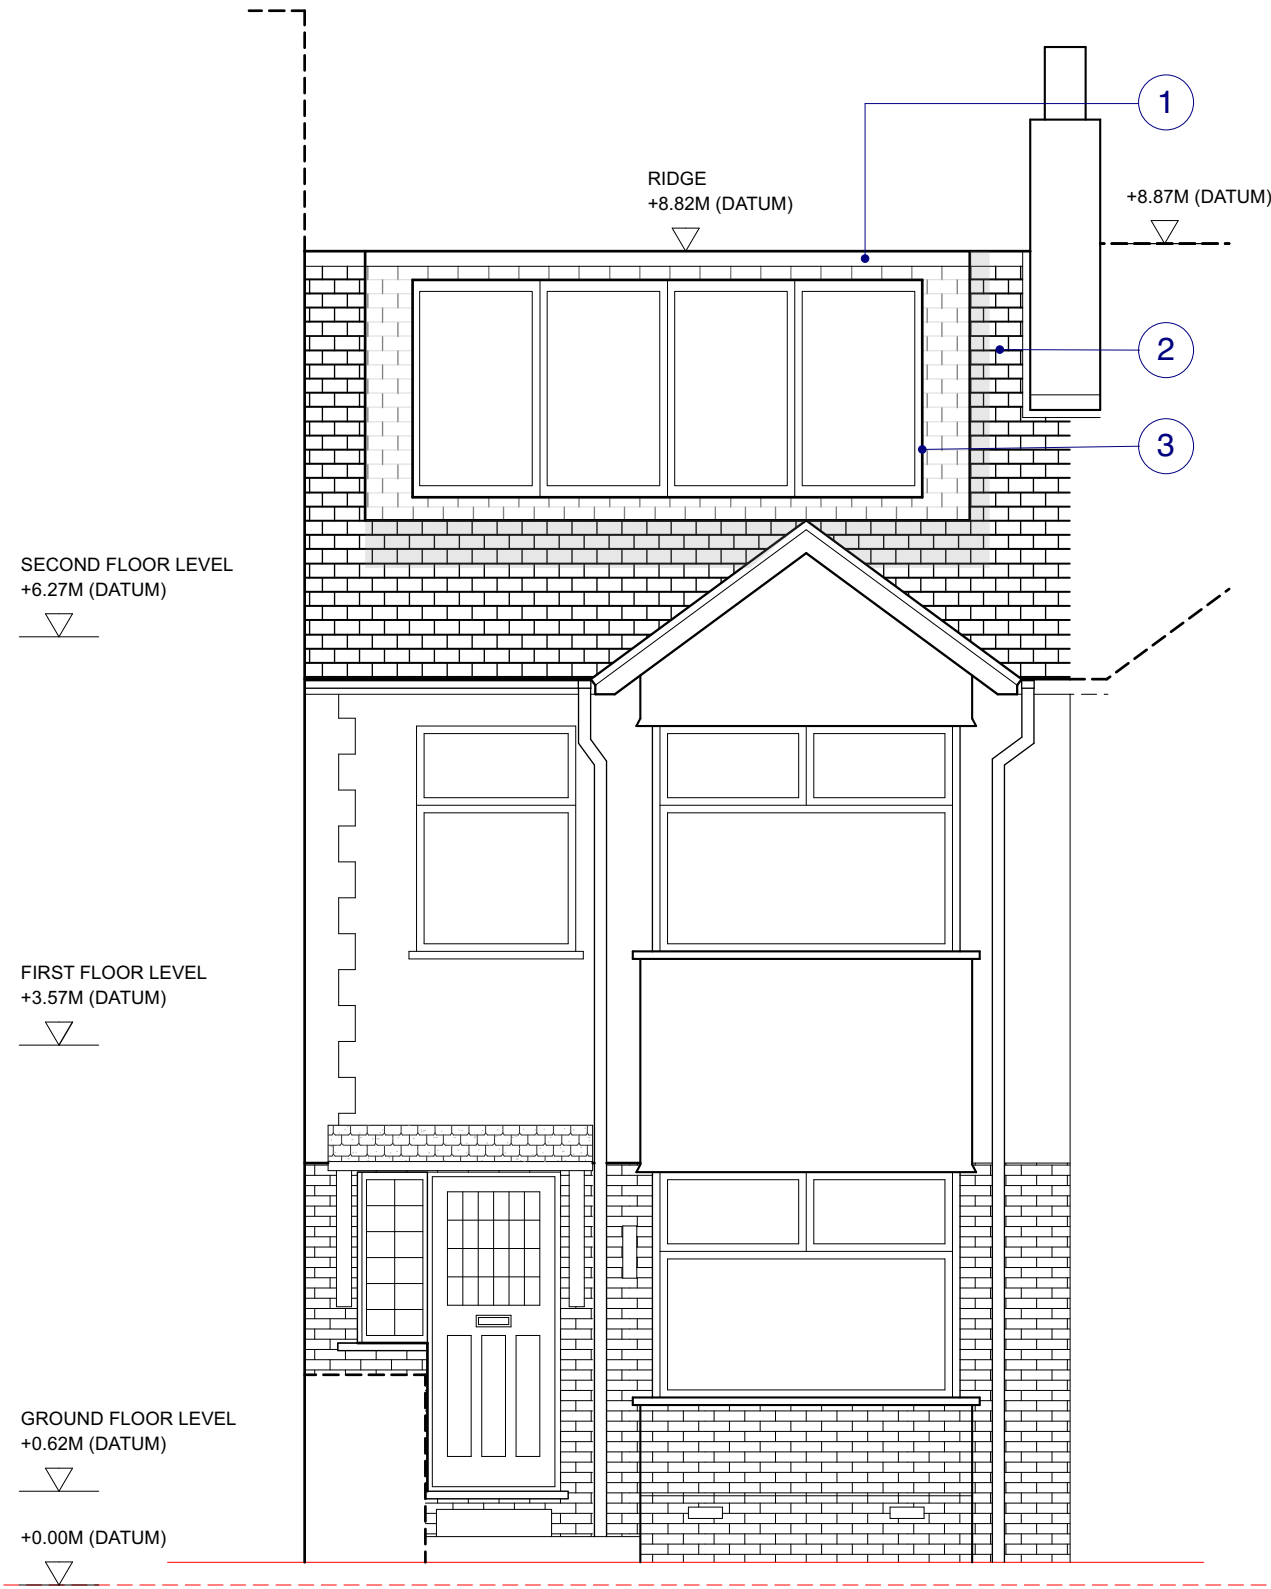 1
RIDGE
+8.82M (DATUM)
+8.87M (DATUM)
2
3
SECOND FLOOR LEVEL
+6.27M (DATUM)
FIRST FLOOR LEVEL
+3.57M (DATUM)
GROUND FLOOR LEVEL
+0.62M (DATUM)
+0.00M (DATUM)